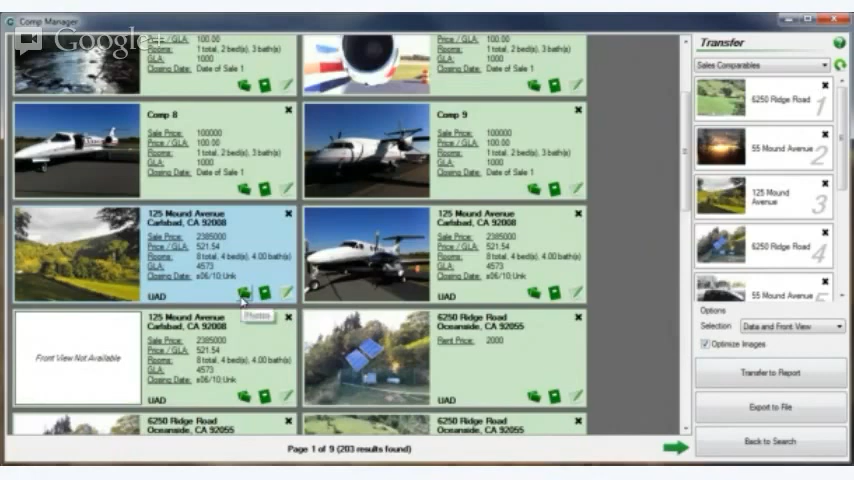 Comp Manager
Google+
Price / GLA: 100.00
Rooms: 1 total, 2 bed(s), 3 bath(s)
GLA: 1000
Closing Date: Date of Sale 1
Price / GLA: 100.00
Rooms: 1 total, 2 bed(s), 3 bath(s)
GLA: 1000
Closing Date: Date of Sale 1
Comp 8
Sale Price: 100000
Price / GLA: 100.00
Rooms: 1 total, 2 bed(s), 3 bath(s)
GLA: 1000
Closing Date: Date of Sale 1
Comp 9
Sale Price: 100000
Price / GLA: 100.00
Rooms: 1 total, 2 bed(s), 3 bath(s)
GLA: 1000
Closing Date: Date of Sale 1
125 Mound Avenue
Carlsbad, CA 92008
Sale Price: 2385000
Price / GLA: 521.54
Rooms: 8 total, 4 bed(s), 4.00 bath(s)
GLA: 4573
Closing Date: s06/10;Unk
UAD
Photos
125 Mound Avenue
Carlsbad, CA 92008
Sale Price: 2385000
Price / GLA: 521.54
Rooms: 8 total, 4 bed(s), 4.00 bath(s)
GLA: 4573
Closing Date: s06/10;Unk
UAD
Front View Not Available
125 Mound Avenue
Carlsbad, CA 92008
Sale Price: 2385000
Price / GLA: 521.54
Rooms: 8 total, 4 bed(s), 4.00 bath(s)
GLA: 4573
Closing Date: s06/10;Unk
UAD
6250 Ridge Road
Oceanside, CA 92055
Rent Price: 2000
UAD
6250 Ridge Road
Oceanside, CA 92055
6250 Ridge Road
Oceanside, CA 92055
Page 1 of 9 (203 results found)
Transfer
Sales Comparables
6250 Ridge Road 1
55 Mound Avenue 2
125 Mound
Avenue 3
6250 Ridge Road 4
55 Mound Avenue 5
Options
Selection Data and Front View
Optimize Images
Transfer to Report
Export to File
Back to Search